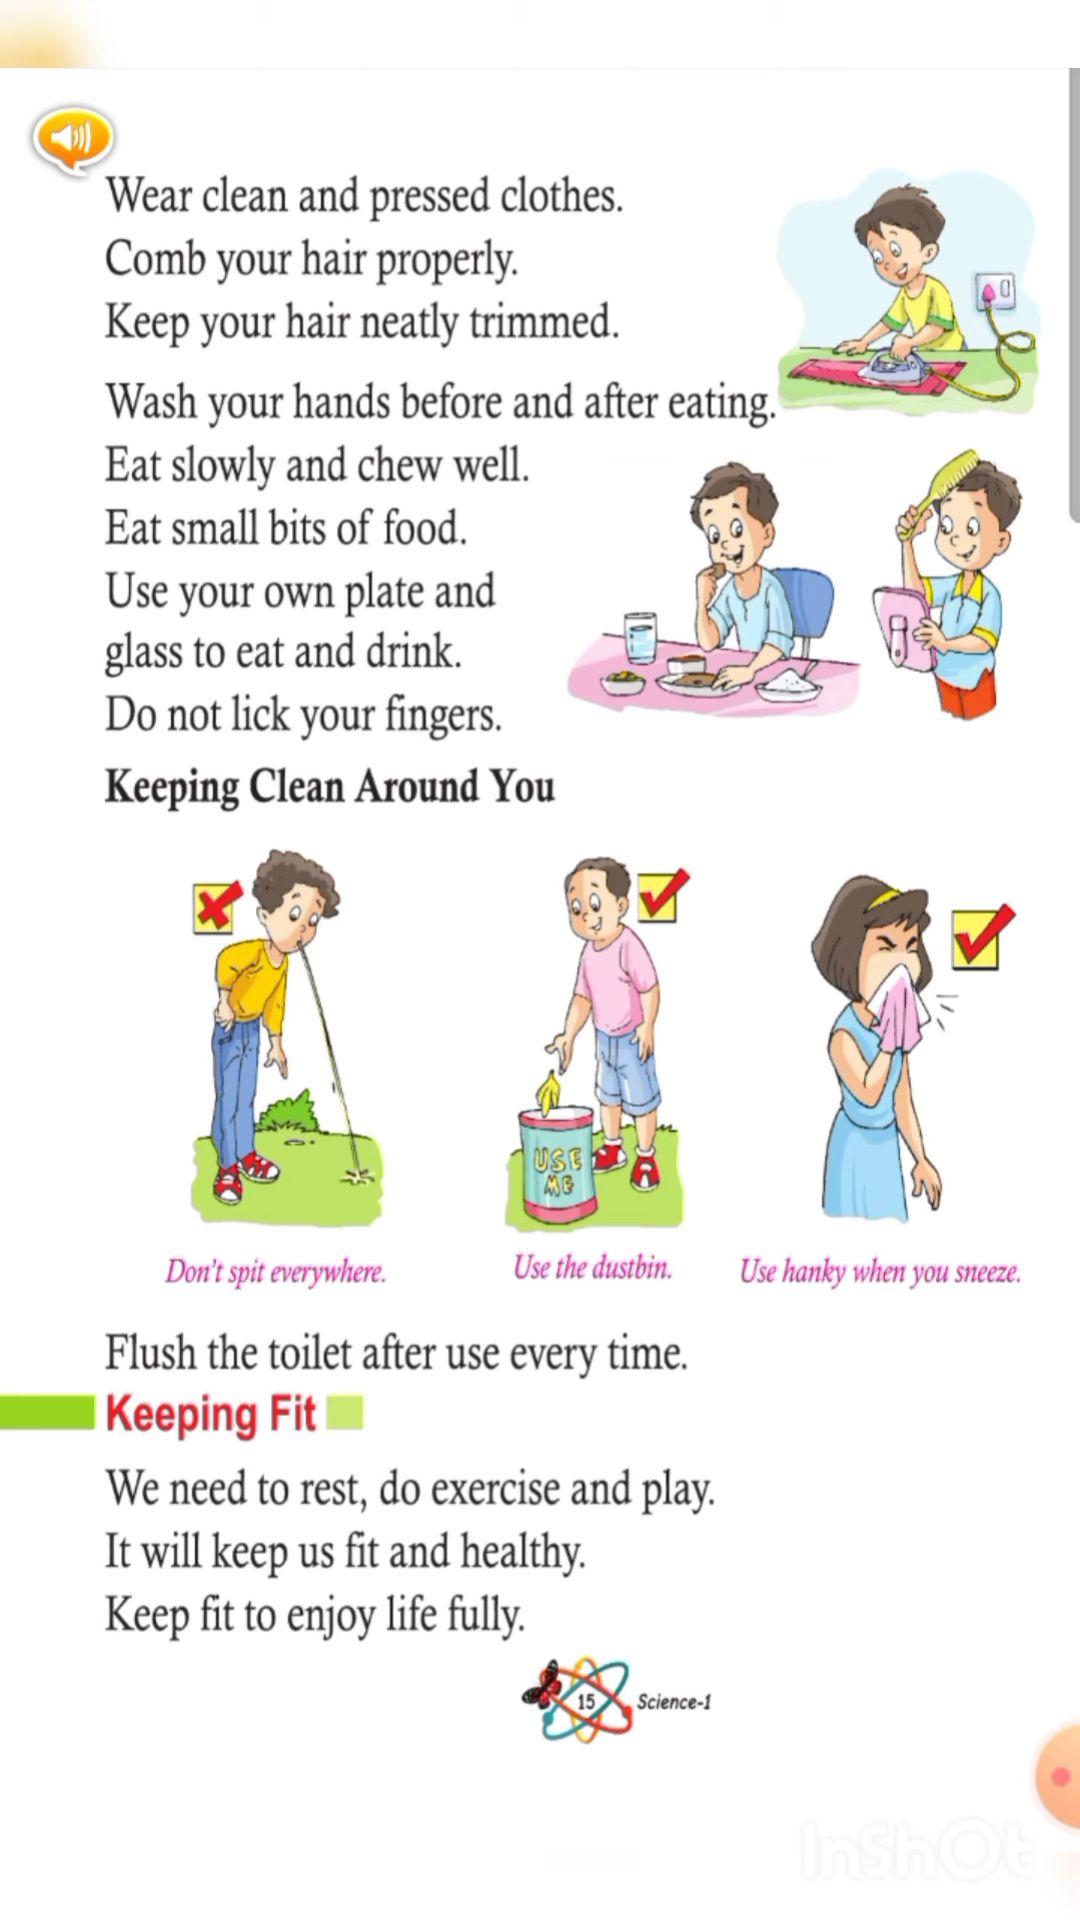 Wear clean and pressed clothes.
Comb your hair properly.
Keep your hair neatly trimmed.
Wash your hands before and after eating.
Eat slowly and chew well.
Eat small bits of food.
Use your own plate and
glass to eat and drink.
Do not lick your fingers.
Keeping Clean Around You
USE
ME
Don't spit everywhere.
Use the dustbin.
Use hanky when you sneeze.
Flush the toilet after use every time.
Keeping Fit
We need to rest, do exercise and play.
It will keep us fit and healthy.
Keep fit to enjoy life fully.
15 Science-1
InShOt